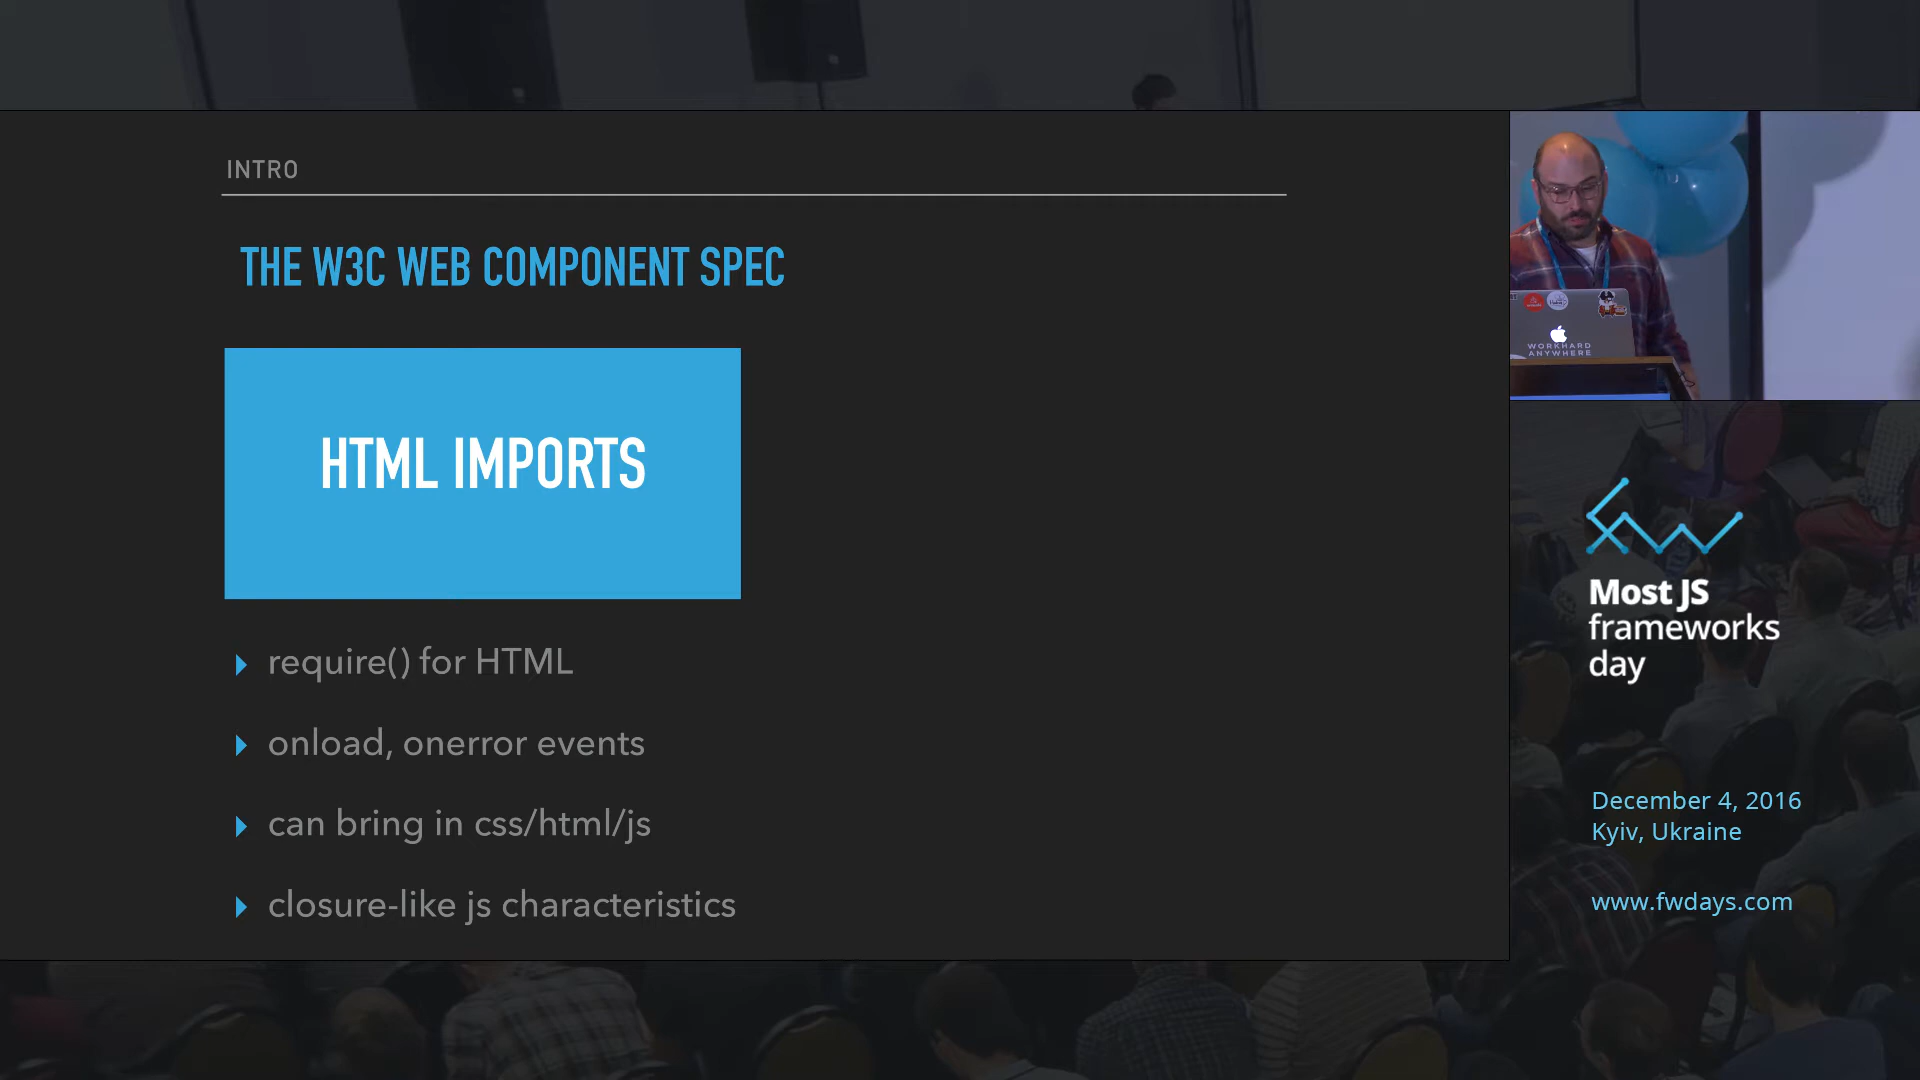 INTRO
THE W3C WEB COMPONENT SPEC
HTML IMPORTS
require() for HTML
onload, onerror events
can bring in css/html/js
closure-like js characteristics
WORKHARD
ANYWHERE
Most JS
frameworks
day
December 4, 2016
Kyiv, Ukraine
www.fwdays.com